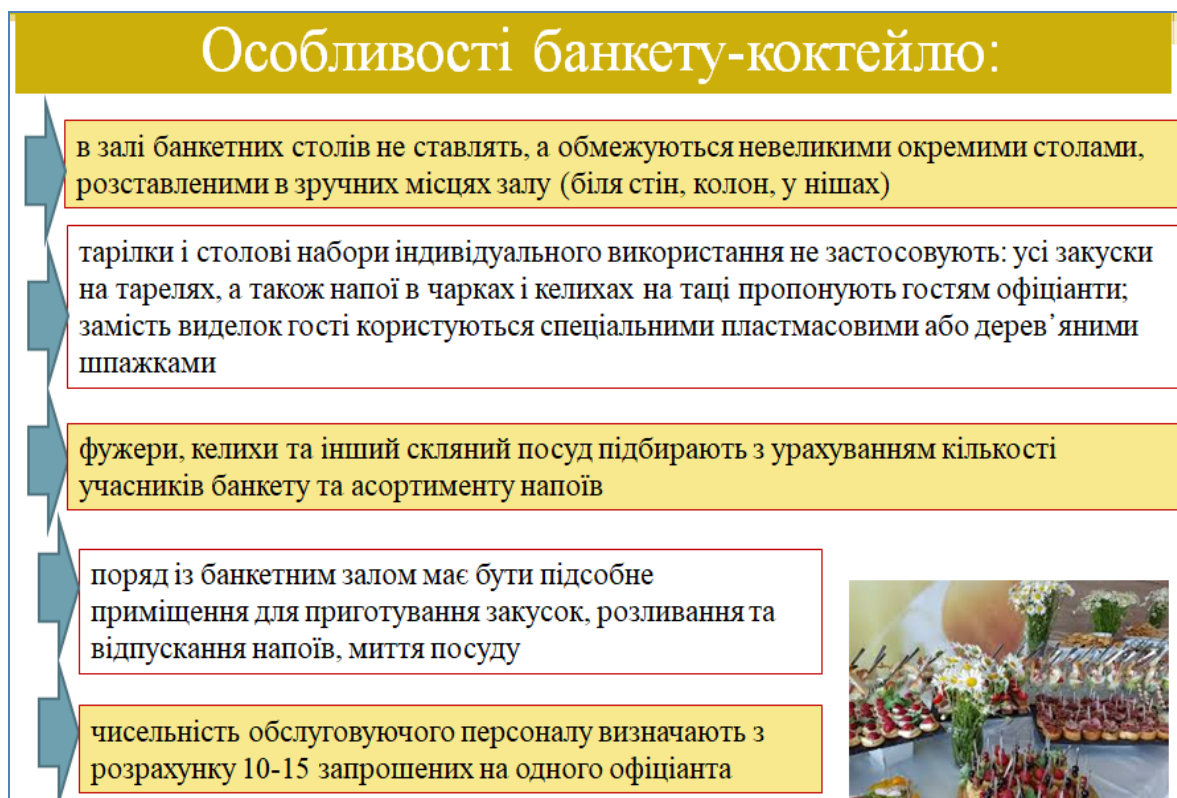 Особливості банкету-коктейлю:
в залі банкетних столів не ставлять, а обмежуються невеликими окремими столами,
розставленими в зручних місцях залу (біля стін, колон, у нішах)
тарілки і столові набори індивідуального використання не застосовують: усі закуски
на тарелях, а також напої в чарках і келихах на таці пропонують гостям офіціанти;
замість виделок гості користуються спеціальними пластмасовими або дерев’яними
шпажками
фужери, келихи та інший скляний посуд підбирають з урахуванням кількості
учасників банкету та асортименту напоїв
поряд із банкетним залом має бути підсобне
приміщення для приготування закусок, розливання та
відпускання напоїв, миття посуду
чисельність обслуговуючого персоналу визначають з
розрахунку 10-15 запрошених на одного офіціанта